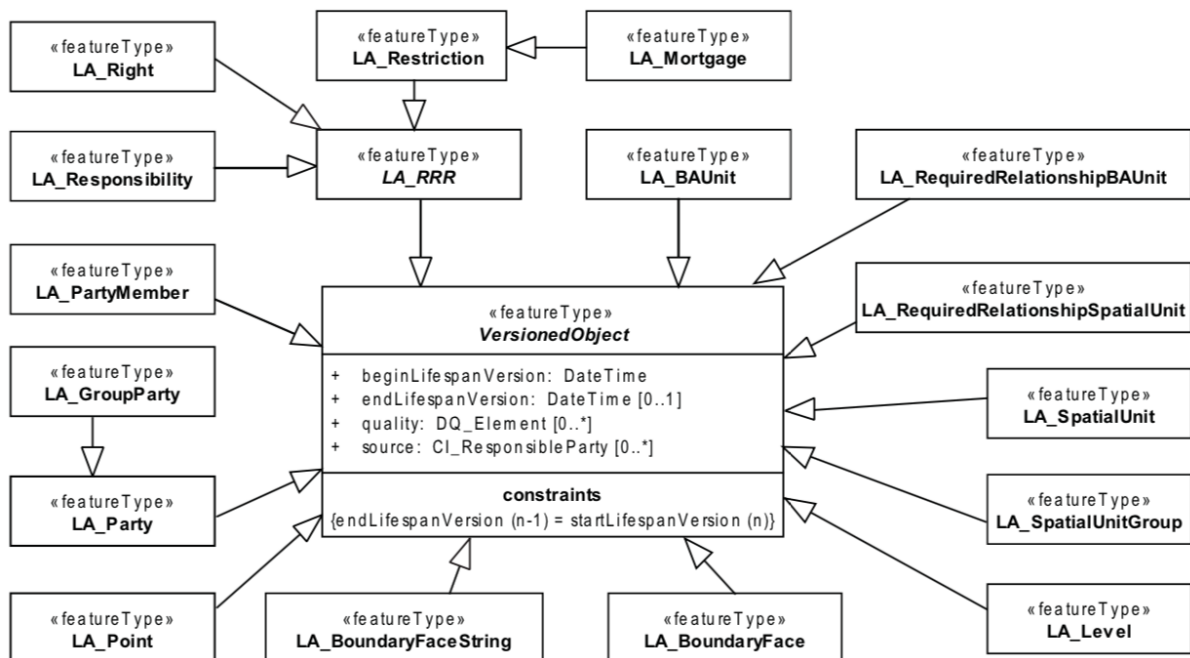 «featureType»
LA_Right
«featureType»
LA_Restriction
«featureType»
LA_Mortgage
«featureType»
LA_Responsibility
«featureType»
LA_RRR
«featureType»
LA_BAUnit
«featureType»
LA_RequiredRelationshipBAUnit
«featureType»
LA_PartyMember
«featureType»
VersionedObject
+ beginLifespanVersion: DateTime
+ endLifespanVersion: DateTime [0..1]
+ quality: DQ_Element [0..*]
+ source: CI_ResponsibleParty [0..*]
constraints
{endLifespanVersion (n-1) = startLifespanVersion (n)}
«featureType»
LA_RequiredRelationshipSpatialUnit
«featureType»
LA_GroupParty
«featureType»
LA_SpatialUnit
«featureType»
LA_Party
«featureType»
LA_SpatialUnitGroup
«featureType»
LA_Point
«featureType»
LA_BoundaryFaceString
«featureType»
LA_BoundaryFace
«featureType»
LA_Level